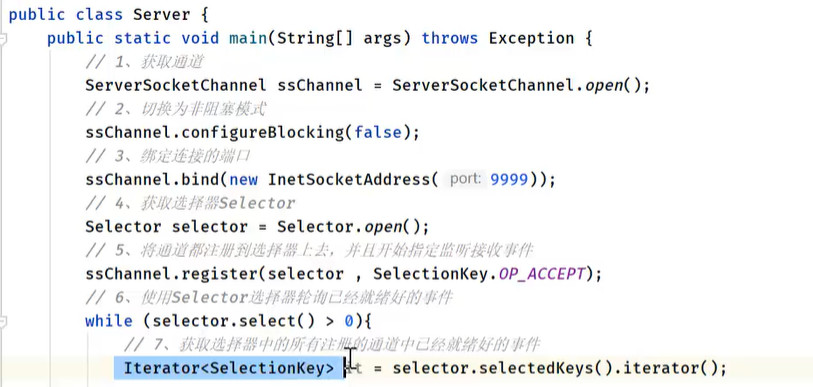 public class Server {
public static void main(String[] args) throws Exception {
// 1、获取通道
ServerSocketChannel ssChannel = ServerSocketChannel.open();
// 2、切换为非阻塞模式
ssChannel.configureBlocking(false);
// 3、绑定连接的端口
ssChannel.bind(new InetSocketAddress( port: 9999));
// 4、获取选择器Selector
Selector selector = Selector.open();
// 5、将通道都注册到选择器上去，并且开始指定监听接收事件
ssChannel.register(selector , SelectionKey.OP_ACCEPT);
// 6、使用Selector选择器轮询已经就绪好的事件
while (selector.select() > 0){
// 7、获取选择器中的所有注册的通道中已经就绪好的事件
Iterator<SelectionKey> it = selector.selectedKeys().iterator();